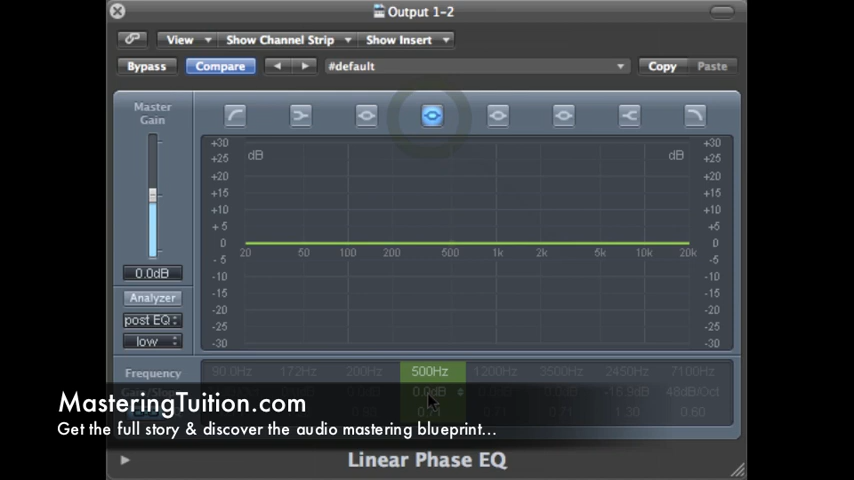 Output 1-2
View Show Channel Strip Show Insert
Bypass Compare #default Copy Paste
Master
Gain
+30 +30
+25 dB dB +25
+20 +20
+15 +15
+10 +10
+ 5 + 5
0 0
20 50 100 200 500 1k 2k 5k 10k 20k
- 5 - 5
-10 -10
-15 -15
-20 -20
-25 -25
-30 -30
0.0dB
Analyzer
post EQ
low
Frequency 90.0Hz 172Hz 200Hz 500Hz 1200Hz 3500Hz 2450Hz 7100Hz
0.0dB 0.0dB -16.9dB 48dB/Oct
0.71 0.71 1.30 0.60
MasteringTuition.com
Get the full story & discover the audio mastering blueprint...
Linear Phase EQ